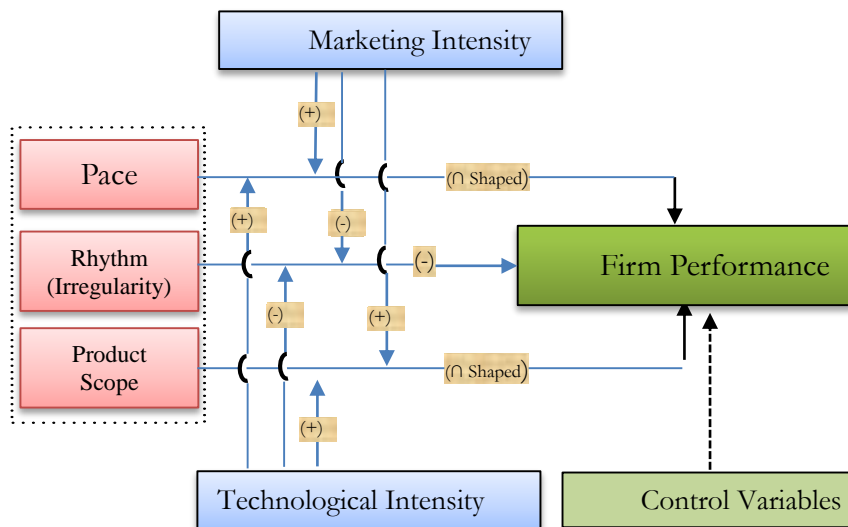 Marketing Intensity
(+)
Pace
(∩ Shaped)
(+)
(-)
Rhythm
(Irregularity)
(-)
Firm Performance
(-)
(+)
Product
Scope
(∩ Shaped)
(+)
Technological Intensity
Control Variables